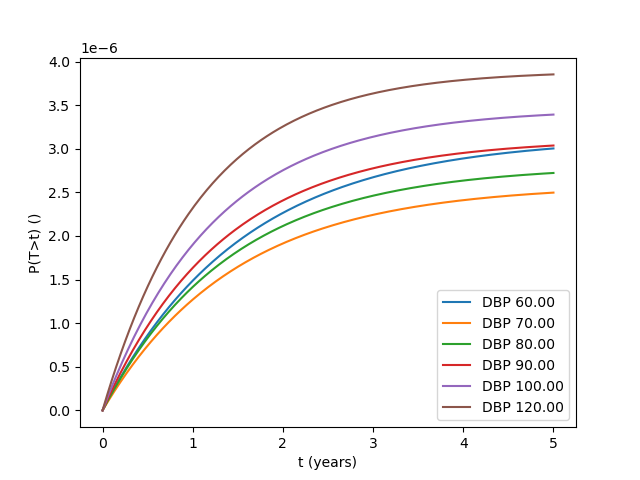 1e−6
4.0
3.5
3.0
2.5
2.0
1.5
1.0
0.5
0.0
P(T>t) ()
0 1 2 3 4 5
t (years)
DBP 60.00
DBP 70.00
DBP 80.00
DBP 90.00
DBP 100.00
DBP 120.00